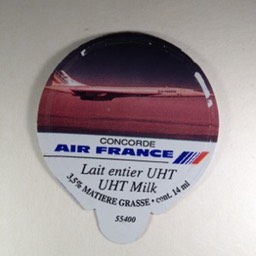 CONCORDE
AIR FRANCE
Lait entier UHT
UHT Milk
3,5% MATIERE GRASSE • cont. 14 ml
55400